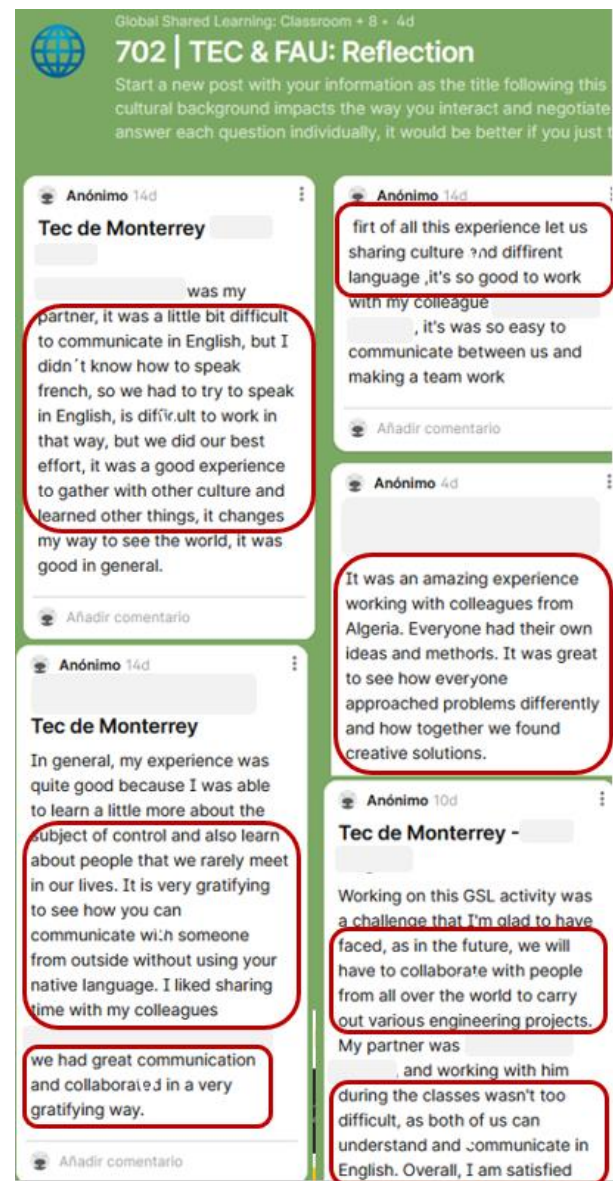 Global Shared Learning: Classroom + 8 • 4d
702 | TEC & FAU: Reflection
Start a new post with your information as the title following this
cultural background impacts the way you interact and negotiate
answer each question individually, it would be better if you just t
Anónimo 14d
Tec de Monterrey
was my
partner, it was a little bit difficult
to communicate in English, but I
didn´t know how to speak
french, so we had to try to speak
in English, is difficult to work in
that way, but we did our best
effort, it was a good experience
to gather with other culture and
learned other things, it changes
my way to see the world, it was
good in general.
Añadir comentario
Anónimo 14d
Tec de Monterrey
In general, my experience was
quite good because I was able
to learn a little more about the
subject of control and also learn
about people that we rarely meet
in our lives. It is very gratifying
to see how you can
communicate with someone
from outside without using your
native language. I liked sharing
time with my colleagues
we had great communication
and collaborated in a very
gratifying way.
Añadir comentario
Anónimo 14d
firt of all this experience let us
sharing culture and diffirent
language ,it's so good to work
with my colleague
, it's was so easy to
communicate between us and
making a team work
Añadir comentario
Anónimo 4d
It was an amazing experience
working with colleagues from
Algeria. Everyone had their own
ideas and methods. It was great
to see how everyone
approached problems differently
and how together we found
creative solutions.
Anónimo 10d
Tec de Monterrey -
Working on this GSL activity was
a challenge that I'm glad to have
faced, as in the future, we will
have to collaborate with people
from all over the world to carry
out various engineering projects.
My partner was
, and working with him
during the classes wasn't too
difficult, as both of us can
understand and communicate in
English. Overall, I am satisfied